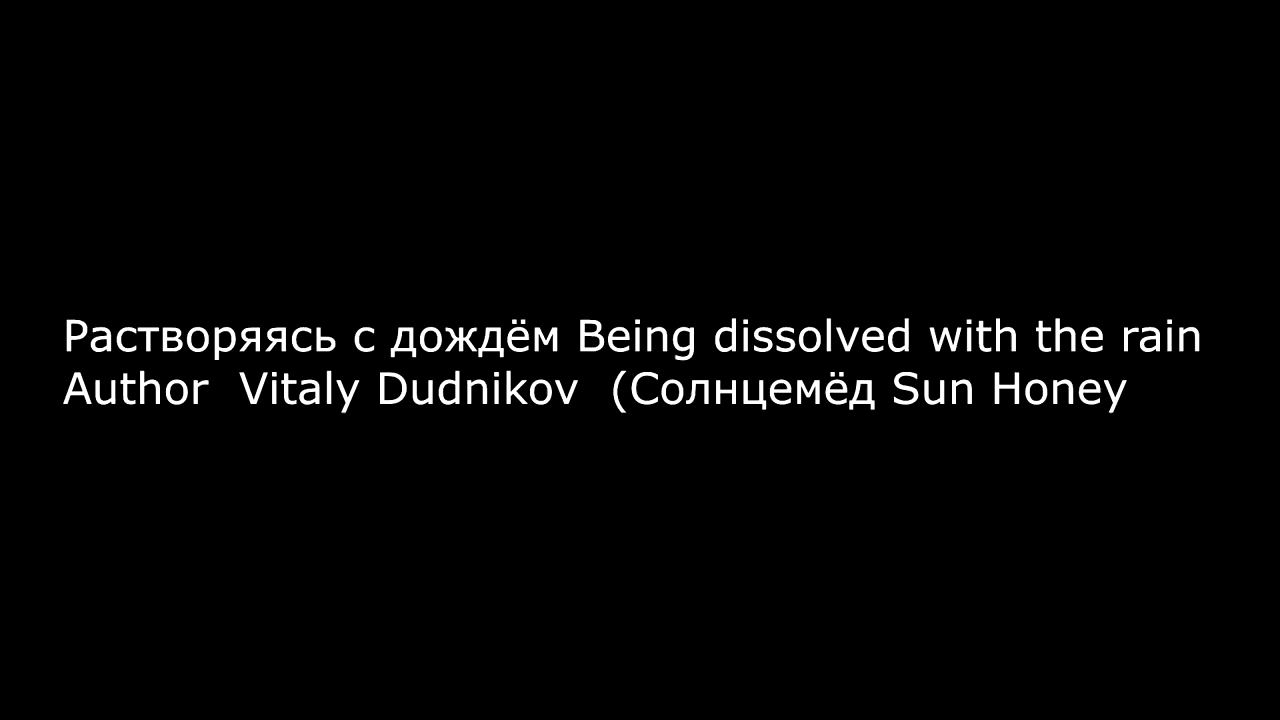 Растворяясь с дождём Being dissolved with the rain
Author  Vitaly Dudnikov  (Солнцемёд Sun Honey